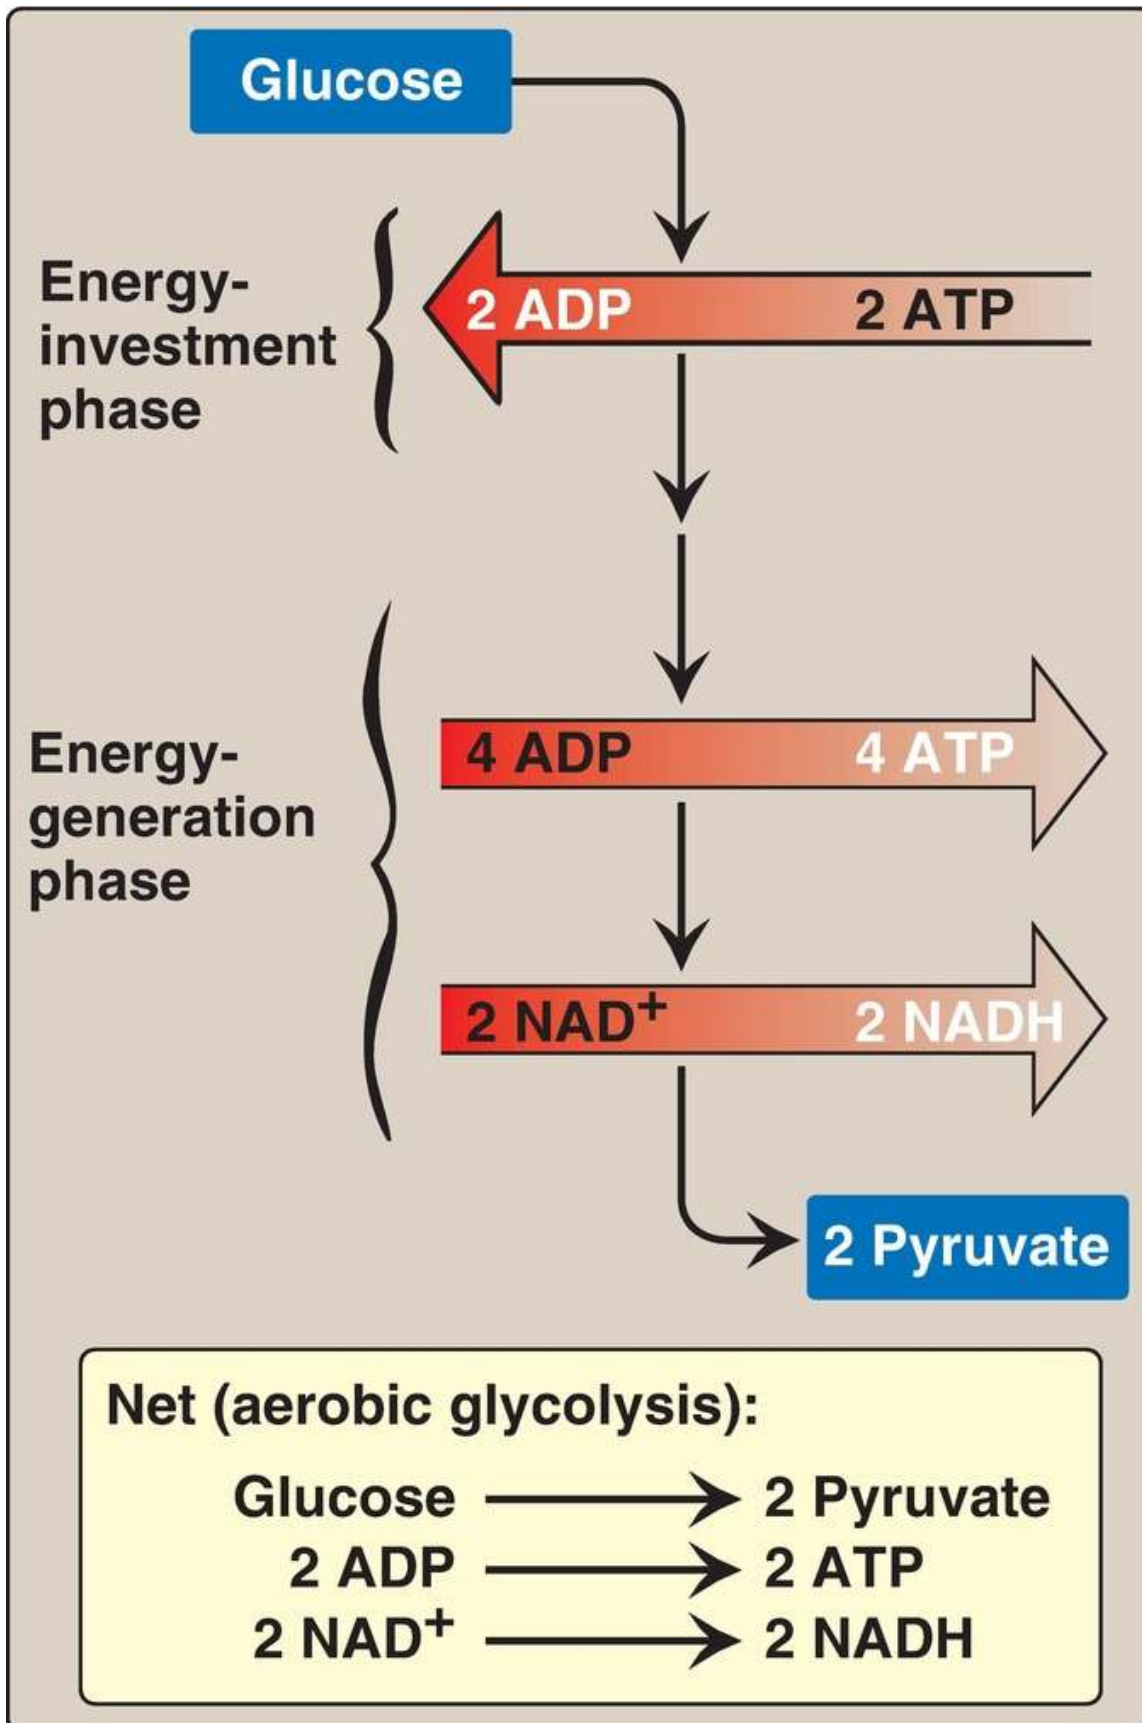 Glucose
Energy-
investment
phase
2 ADP 2 ATP
Energy-
generation
phase
4 ADP 4 ATP
2 NAD+ 2 NADH
2 Pyruvate
Net (aerobic glycolysis):
Glucose 2 Pyruvate
2 ADP 2 ATP
2 NAD+ 2 NADH